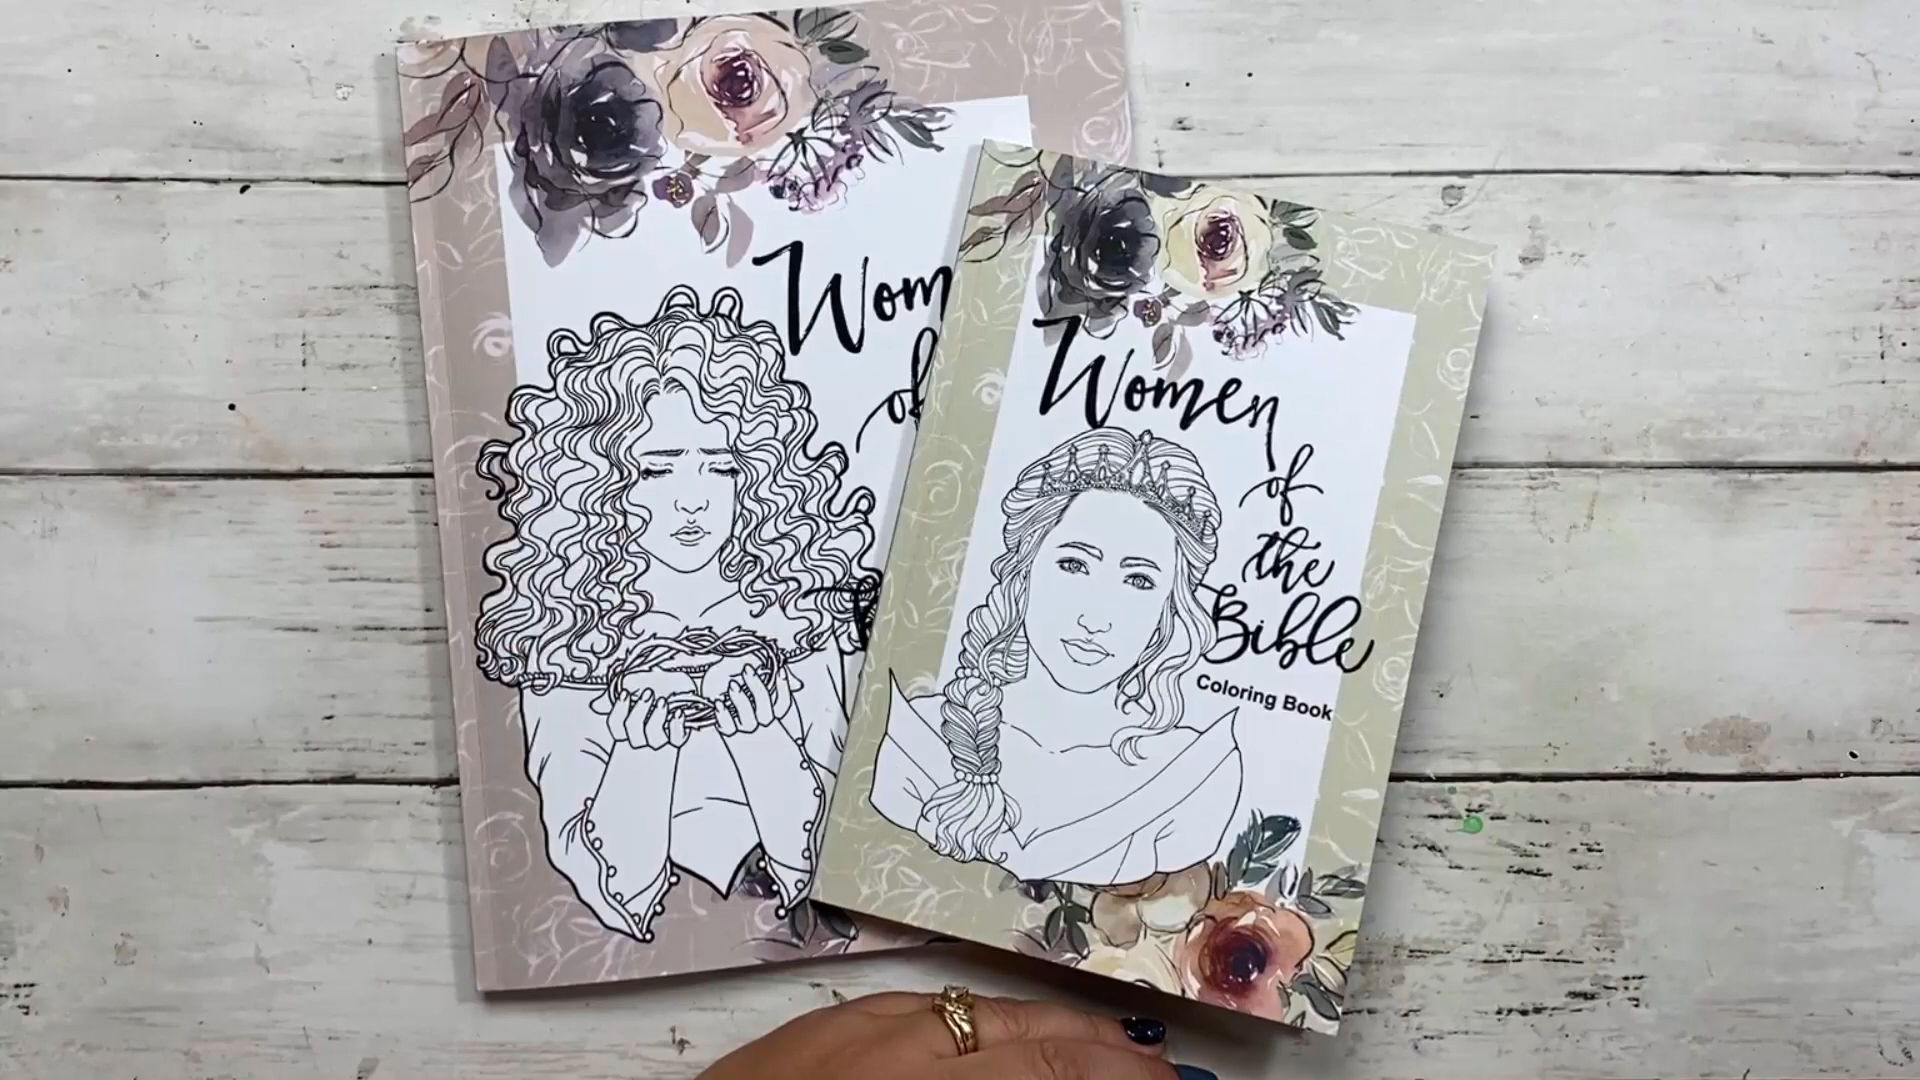 Wom
of
Women
of
the
Bible
Coloring Book